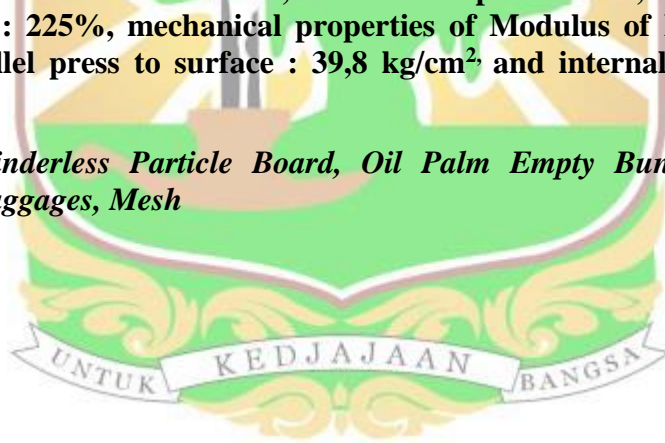 : 225%, mechanical properties of Modulus of
llel press to surface : 39,8 kg/cm2, and internal
inderless Particle Board, Oil Palm Empty Bun
aggages, Mesh
UNTUK KEDJAJAAN BANGSA